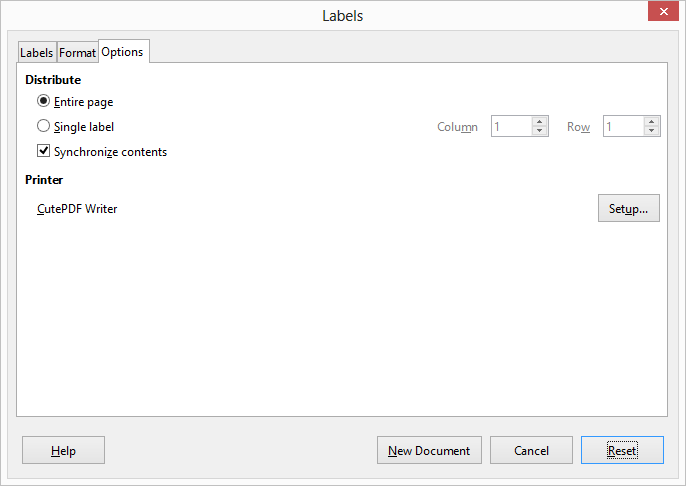 Labels
Labels Format Options
Distribute
Entire page
Single label Column 1 Row 1
Synchronize contents
Printer
CutePDF Writer Setup...
Help New Document Cancel Reset